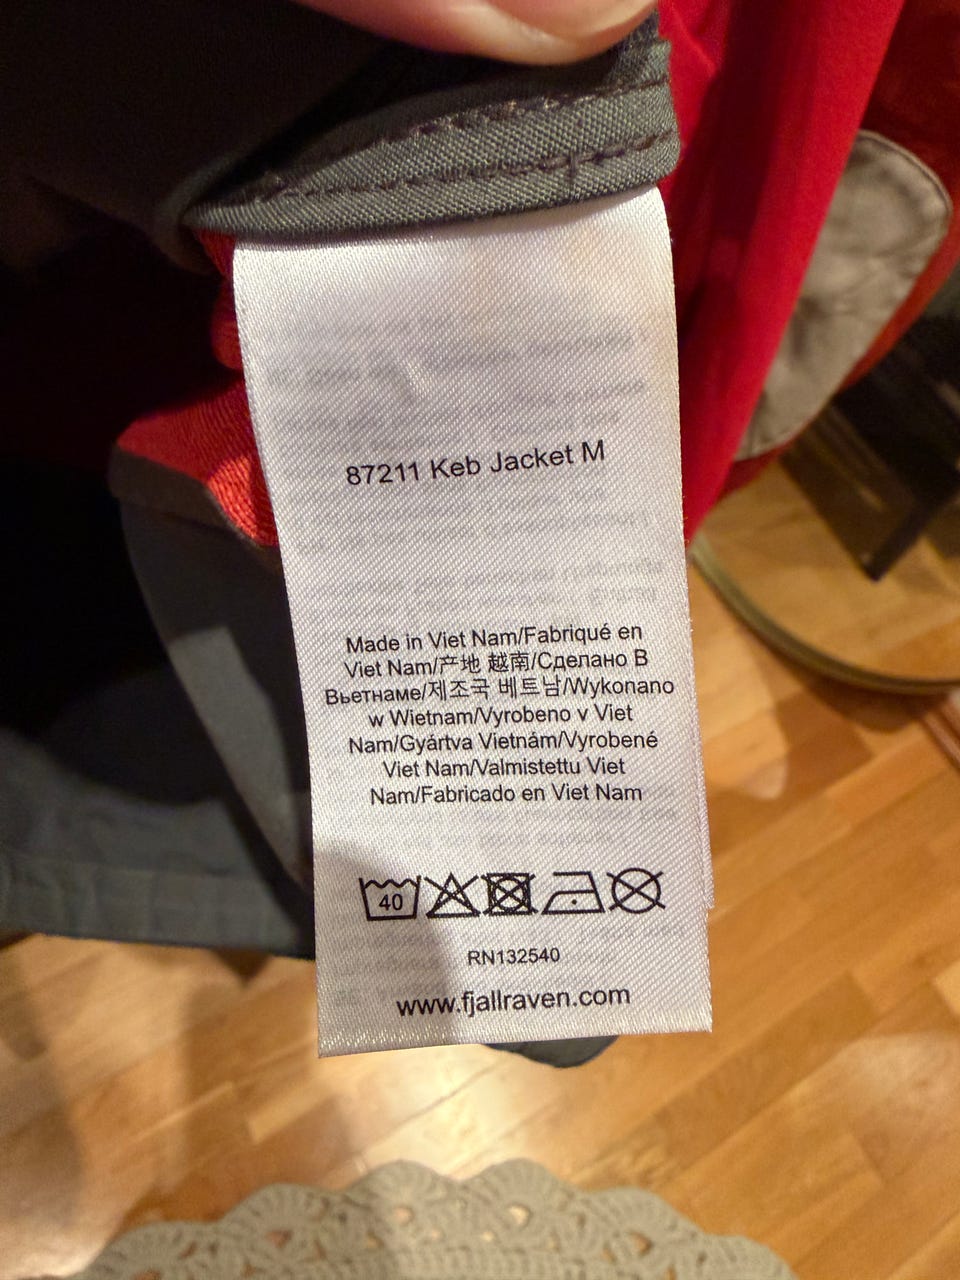 87211 Keb Jacket M
Made in Viet Nam/Fabriqué en
Viet Nam/产地 越南/Сделано В
Вьетнаме/제조국 베트남/Wykonano
w Wietnam/Vyrobeno v Viet
Nam/Gyártva Vietnám/Vyrobené
Viet Nam/Valmistettu Viet
Nam/Fabricado en Viet Nam
40
RN132540
www.fjallraven.com